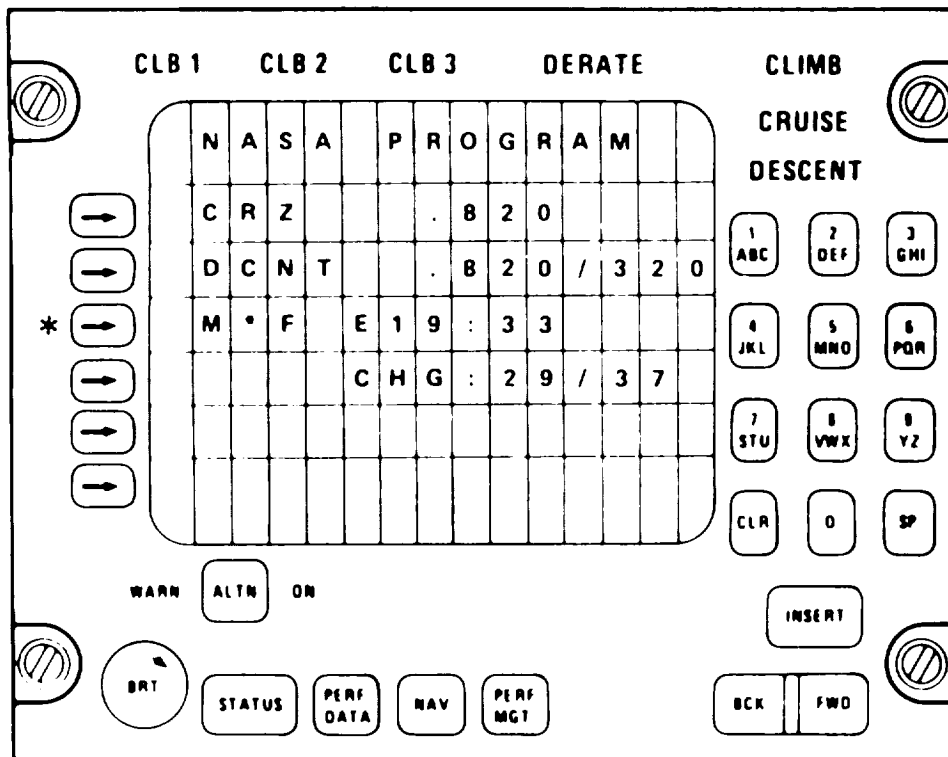 CLB 1 CLB 2 CLB 3 DERATE CLIMB
CRUISE
DESCENT
NASA PROGRAM
CRZ .820
DCNT .820/320
* M*F E19:33
CHG:29/37
1 ABC 2 DEF 3 GHI
4 JKL 5 MNO 6 PQR
7 STU 8 VWX 9 YZ
CLR 0 SP
WARN ALTN ON
INSERT
BRT
STATUS PERF DATA NAV PERF MGT
BCK FWD